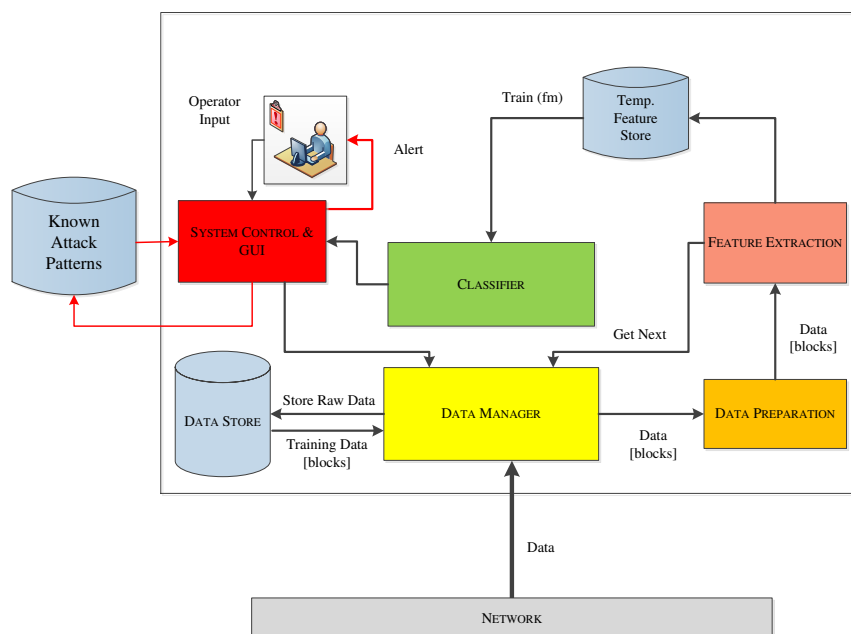 Operator
Input
Train (fm)
Temp.
Feature
Store
Alert
Known
Attack
Patterns
SYSTEM CONTROL &
GUI
FEATURE EXTRACTION
CLASSIFIER
Get Next
Data
[blocks]
DATA STORE
Store Raw Data
Training Data
[blocks]
DATA MANAGER
Data
[blocks]
DATA PREPARATION
Data
NETWORK